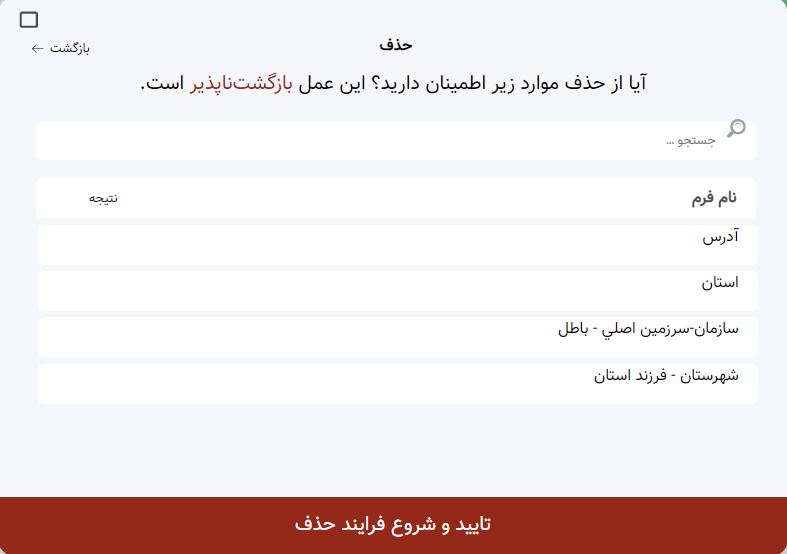 حذف
بازگشت ←
آیا از حذف موارد زیر اطمینان دارید؟ این عمل بازگشت‌ناپذیر است.
جستجو ...
نام فرم
نتیجه
آدرس
استان
سازمان-سرزمین اصلي - باطل
شهرستان - فرزند استان
تایید و شروع فرایند حذف